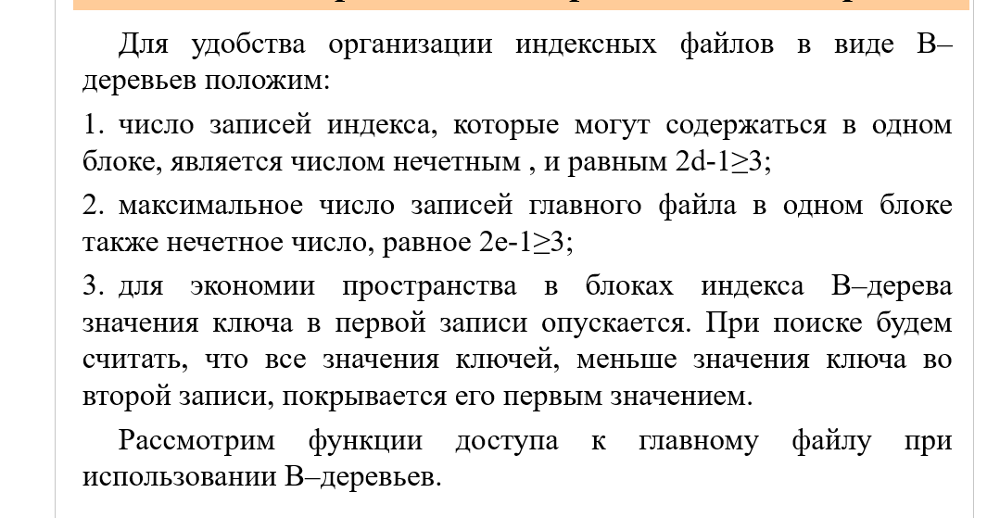 Для удобства организации индексных файлов в виде В–
деревьев положим:
1. число записей индекса, которые могут содержаться в одном
блоке, является числом нечетным , и равным 2d-1≥3;
2. максимальное число записей главного файла в одном блоке
также нечетное число, равное 2e-1≥3;
3. для экономии пространства в блоках индекса В–дерева
значения ключа в первой записи опускается. При поиске будем
считать, что все значения ключей, меньше значения ключа во
второй записи, покрывается его первым значением.
Рассмотрим функции доступа к главному файлу при
использовании В–деревьев.